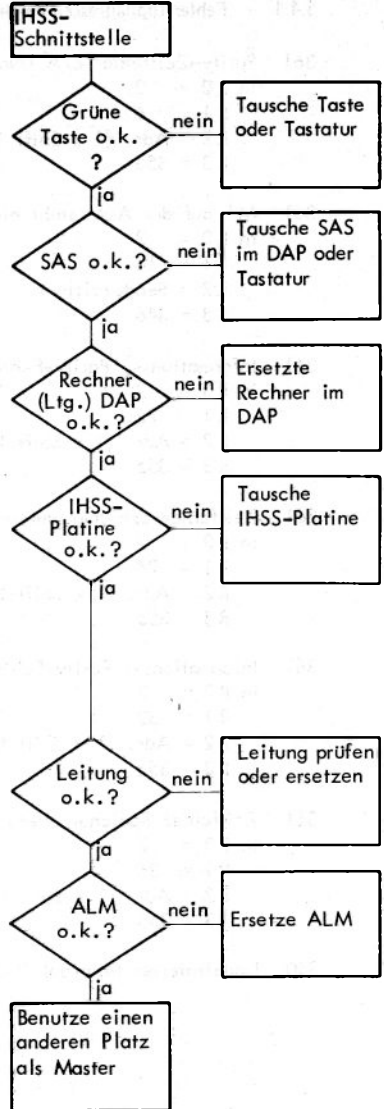 IHSS-
Schnittstelle
Grüne
Taste o.k.
?
nein
Tausche Taste
oder Tastatur
ja
SAS o.k.?
nein
Tausche SAS
im DAP oder
Tastatur
ja
Rechner
(Ltg.) DAP
o.k.?
nein
Ersetzte
Rechner im
DAP
ja
IHSS-
Platine
o.k.?
nein
Tausche
IHSS-Platine
ja
Leitung
o.k.?
nein
Leitung prüfen
oder ersetzen
ja
ALM
o.k.?
nein
Ersetze ALM
ja
Benutze einen
anderen Platz
als Master